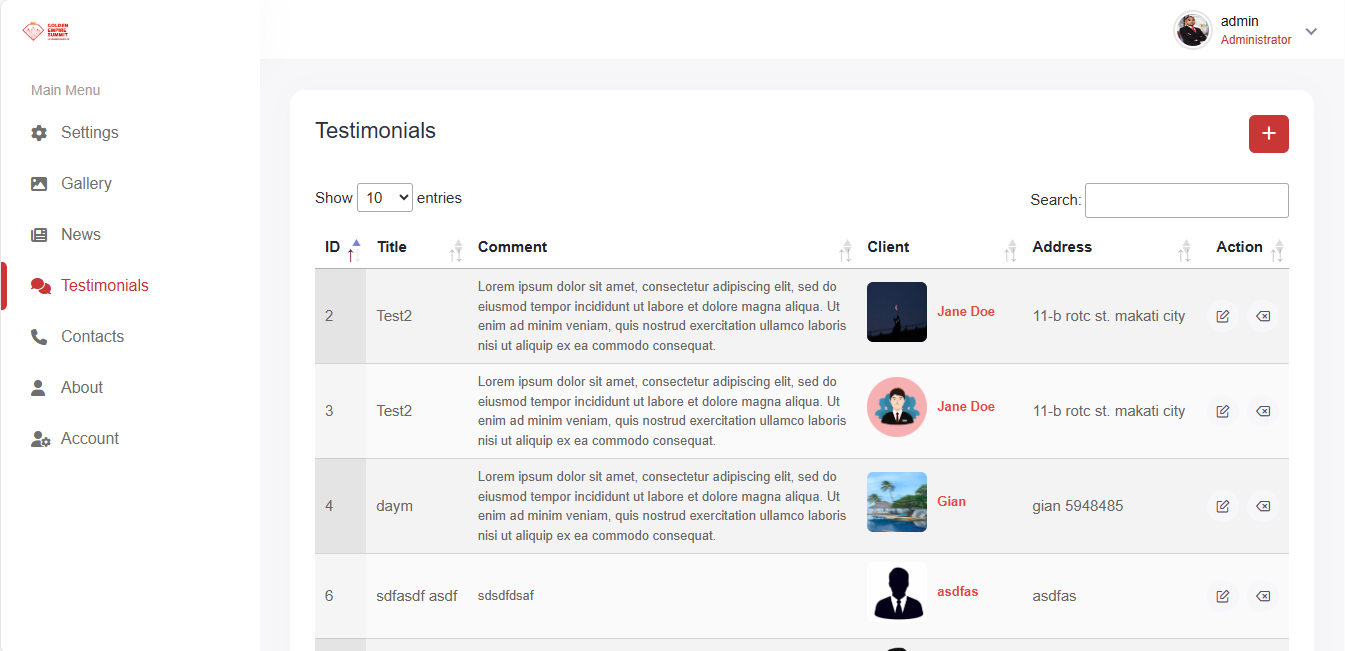 GOLDEN
EMPIRE
SUMMIT
admin
Administrator
Main Menu
Settings
Gallery
News
Testimonials
Contacts
About
Account
Testimonials
+
Show 10 entries
Search:
ID Title Comment Client Address Action
2 Test2 Lorem ipsum dolor sit amet, consectetur adipiscing elit, sed do
eiusmod tempor incididunt ut labore et dolore magna aliqua. Ut
enim ad minim veniam, quis nostrud exercitation ullamco laboris
nisi ut aliquip ex ea commodo consequat.
Jane Doe
11-b rotc st. makati city
3 Test2 Lorem ipsum dolor sit amet, consectetur adipiscing elit, sed do
eiusmod tempor incididunt ut labore et dolore magna aliqua. Ut
enim ad minim veniam, quis nostrud exercitation ullamco laboris
nisi ut aliquip ex ea commodo consequat.
Jane Doe
11-b rotc st. makati city
4 daym Lorem ipsum dolor sit amet, consectetur adipiscing elit, sed do
eiusmod tempor incididunt ut labore et dolore magna aliqua. Ut
enim ad minim veniam, quis nostrud exercitation ullamco laboris
nisi ut aliquip ex ea commodo consequat.
Gian
gian 5948485
6 sdfasdf asdf sdsdfdsaf asdfas asdfas